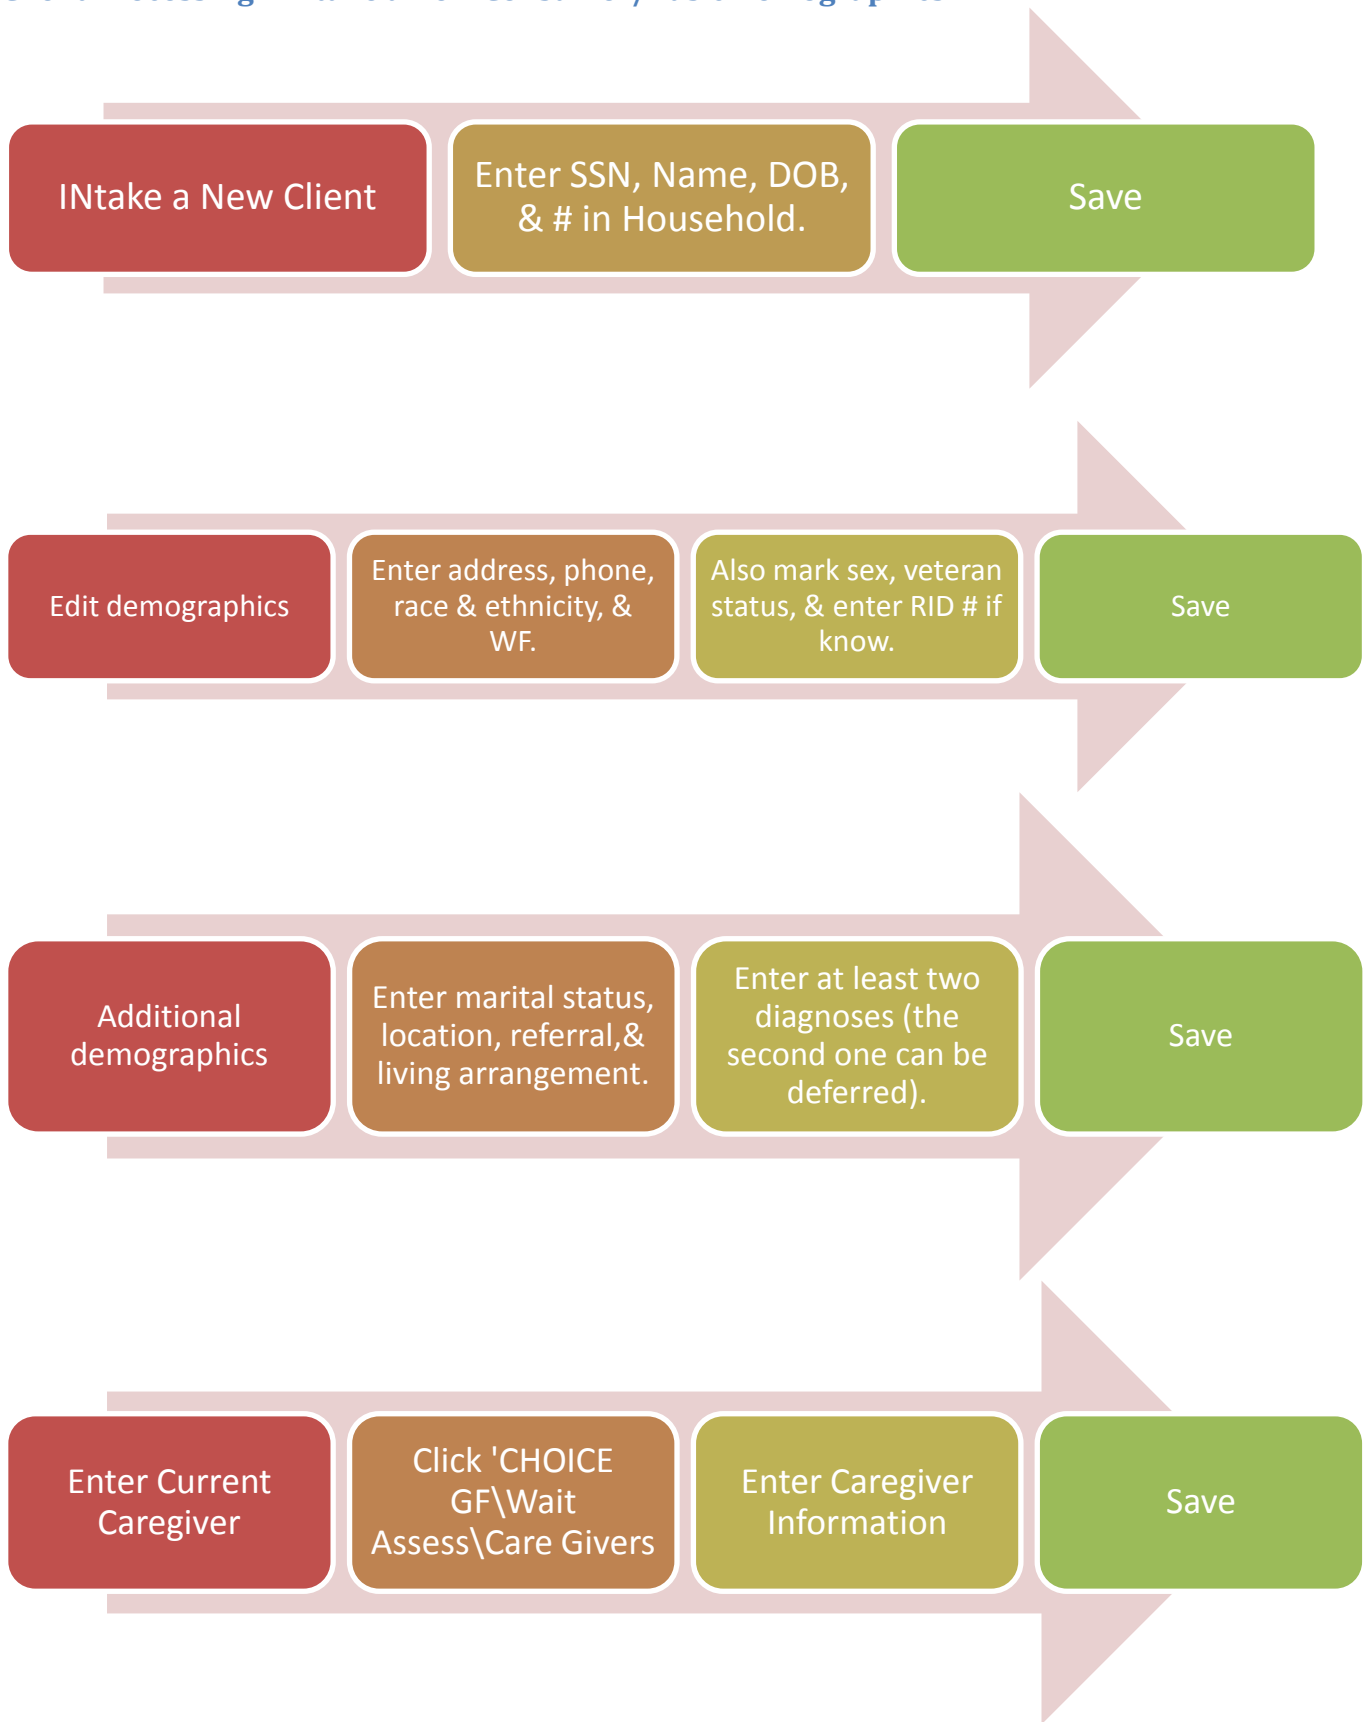 INtake a New Client
Enter SSN, Name, DOB,
& # in Household.
Save
Edit demographics
Enter address, phone,
race & ethnicity, &
WF.
Also mark sex, veteran
status, & enter RID # if
know.
Save
Additional
demographics
Enter marital status,
location, referral,&
living arrangement.
Enter at least two
diagnoses (the
second one can be
deferred).
Save
Enter Current
Caregiver
Click 'CHOICE
GF\Wait
Assess\Care Givers
Enter Caregiver
Information
Save